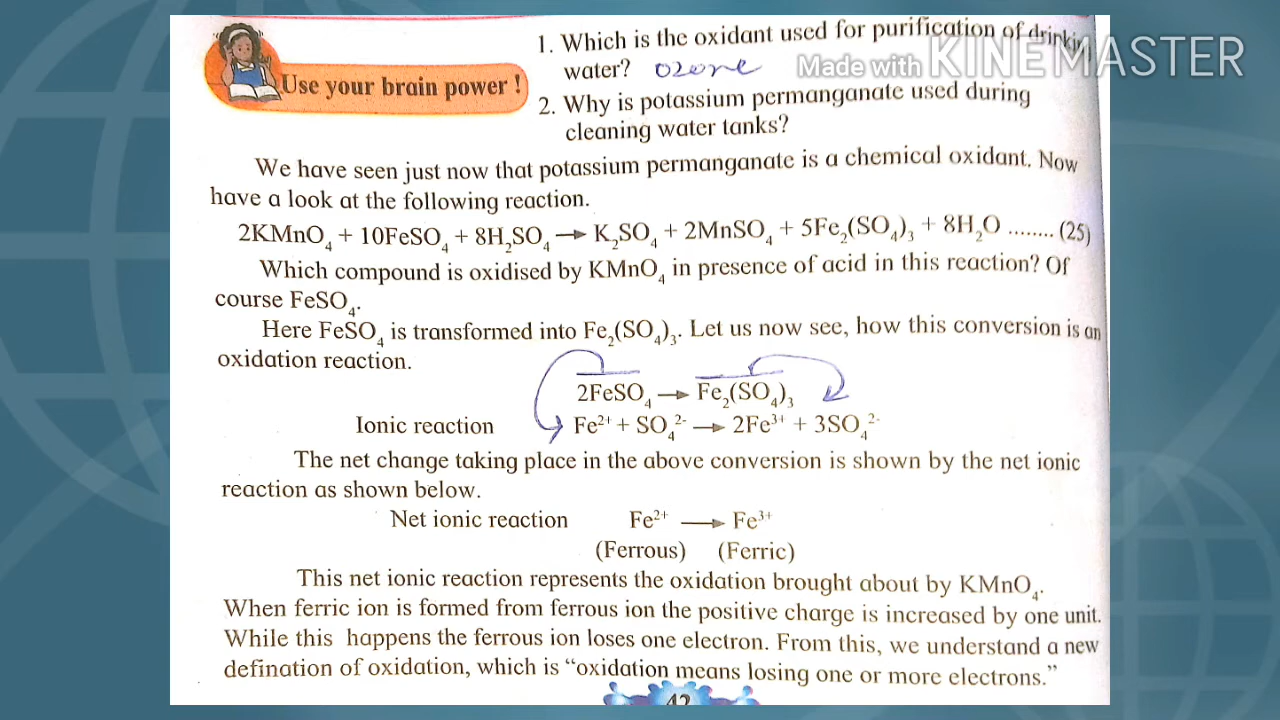 1. Which is the oxidant used for purification of drinking
water? ozone
Made with KINEMASTER
Use your brain power !
2. Why is potassium permanganate used during
cleaning water tanks?
We have seen just now that potassium permanganate is a chemical oxidant. Now
have a look at the following reaction.
2KMnO₄ + 10FeSO₄ + 8H₂SO₄ → K₂SO₄ + 2MnSO₄ + 5Fe₂(SO₄)₃ + 8H₂O ........ (25)
Which compound is oxidised by KMnO₄ in presence of acid in this reaction? Of
course FeSO₄.
Here FeSO₄ is transformed into Fe₂(SO₄)₃. Let us now see, how this conversion is an
oxidation reaction.
2FeSO₄ → Fe₂(SO₄)₃
Ionic reaction Fe²⁺ + SO₄²⁻ → 2Fe³⁺ + 3SO₄²⁻
The net change taking place in the above conversion is shown by the net ionic
reaction as shown below.
Net ionic reaction Fe²⁺ → Fe³⁺
(Ferrous) (Ferric)
This net ionic reaction represents the oxidation brought about by KMnO₄.
When ferric ion is formed from ferrous ion the positive charge is increased by one unit.
While this happens the ferrous ion loses one electron. From this, we understand a new
defination of oxidation, which is “oxidation means losing one or more electrons.”
42